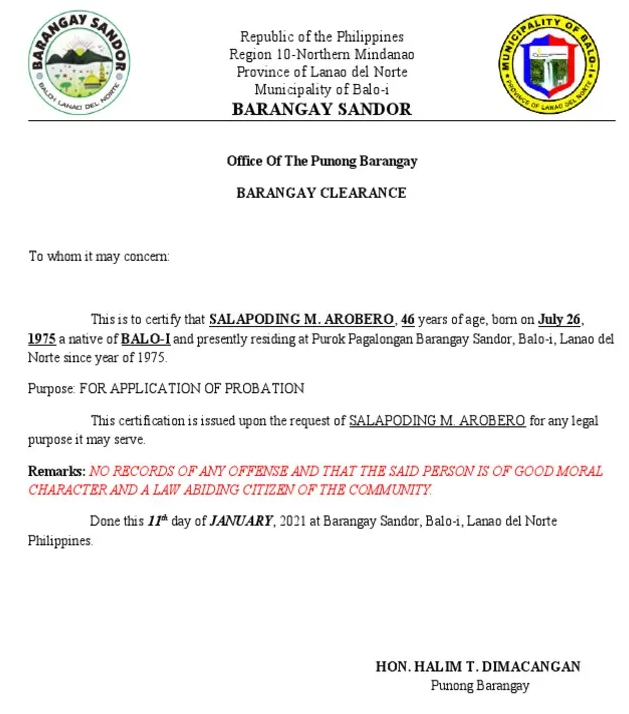 BARANGAY SANDOR
BALOI LANAO DEL NORTE
Republic of the Philippines
Region 10-Northern Mindanao
Province of Lanao del Norte
Municipality of Balo-i
BARANGAY SANDOR
MUNICIPALITY OF BALO-I
PROVINCE OF LANAO DEL NORTE
Office Of The Punong Barangay
BARANGAY CLEARANCE
To whom it may concern:
This is to certify that SALAPODING M. AROBERO, 46 years of age, born on July 26,
1975 a native of BALO-I and presently residing at Purok Pagalongan Barangay Sandor, Balo-i, Lanao del
Norte since year of 1975.
Purpose: FOR APPLICATION OF PROBATION
This certification is issued upon the request of SALAPODING M. AROBERO for any legal
purpose it may serve.
Remarks: NO RECORDS OF ANY OFFENSE AND THAT THE SAID PERSON IS OF GOOD MORAL
CHARACTER AND A LAW ABIDING CITIZEN OF THE COMMUNITY.
Done this 11th day of JANUARY, 2021 at Barangay Sandor, Balo-i, Lanao del Norte
Philippines.
HON. HALIM T. DIMACANGAN
Punong Barangay